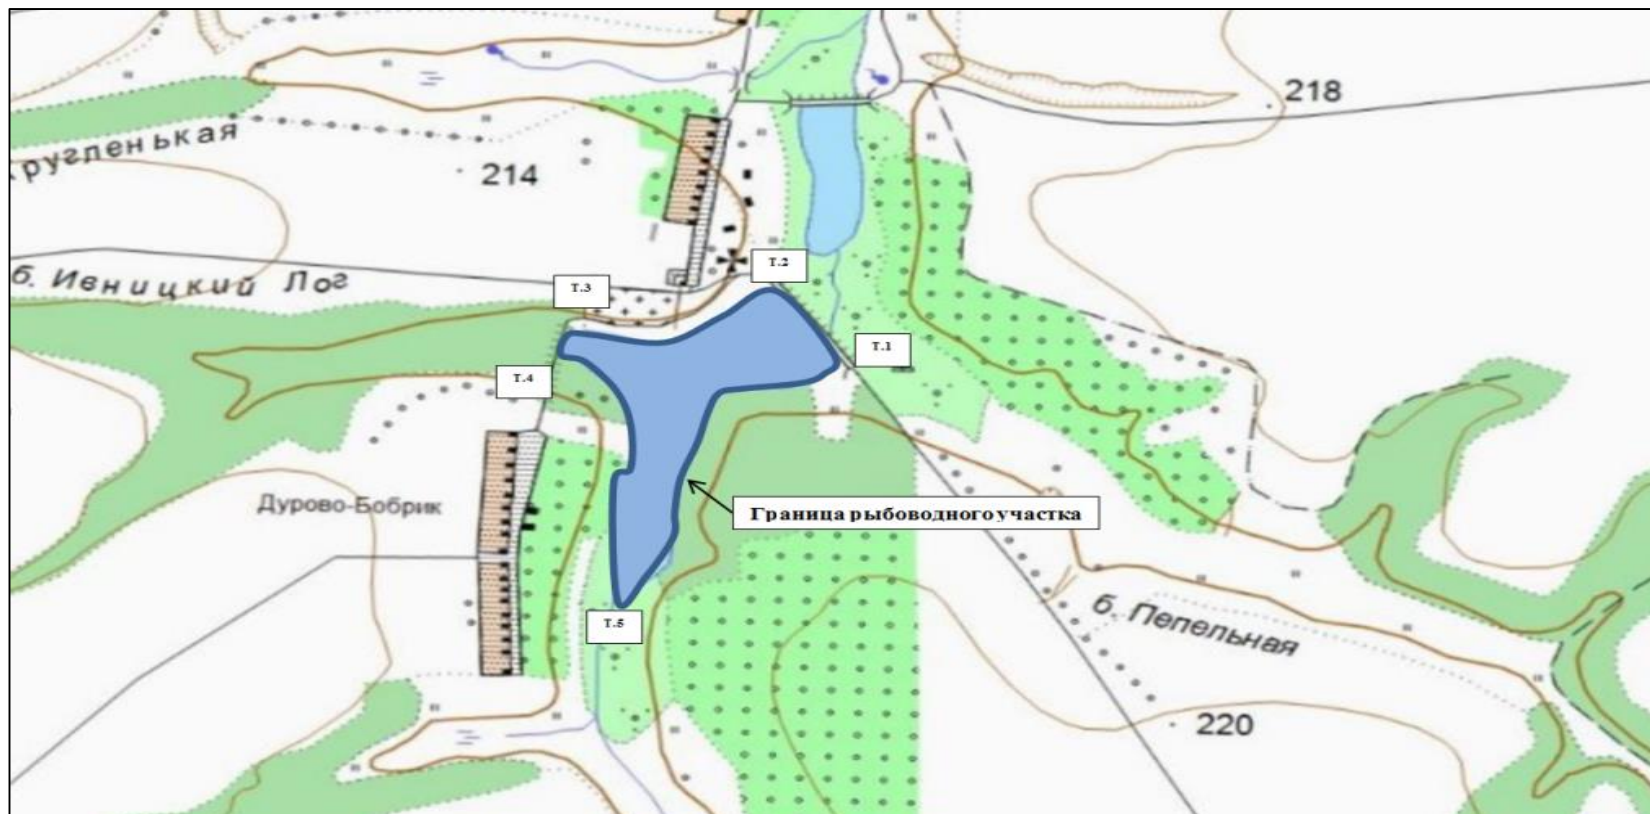 218
214
ругленькая
б. Ивницкий Лог
Т.2
Т.3
Т.1
Т.4
Дурово-Бобрик
Граница рыбоводного участка
Т.5
б. Пепельная
220